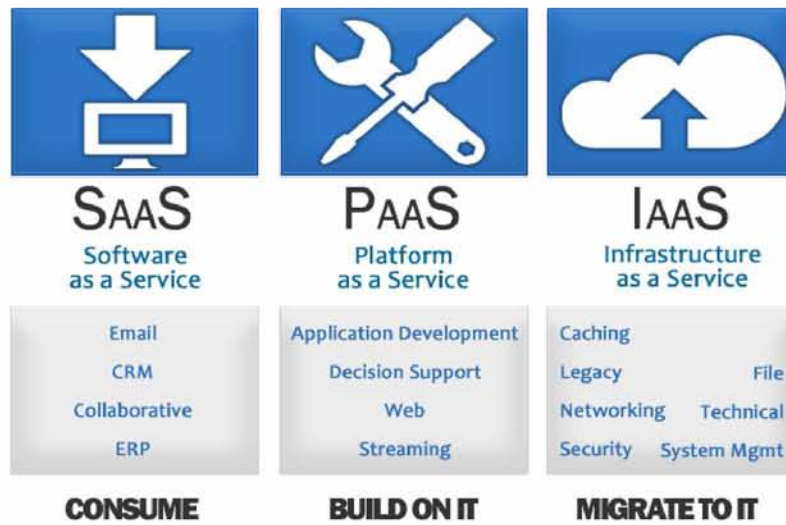 SAAS
Software
as a Service
Email
CRM
Collaborative
ERP
CONSUME
PAAS
Platform
as a Service
Application Development
Decision Support
Web
Streaming
BUILD ON IT
IAAS
Infrastructure
as a Service
Caching
Legacy File
Networking Technical
Security System Mgmt
MIGRATE TO IT